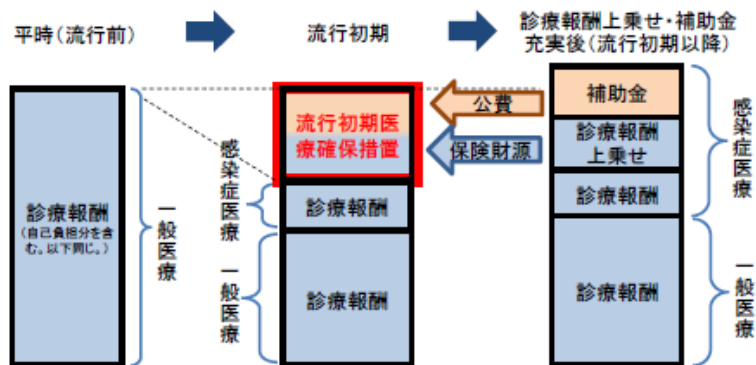 平時(流行前)
流行初期
診療報酬上乗せ・補助金
充実後(流行初期以降)
診療報酬
(自己負担分を含
む。以下同じ。)
一般医療
流行初期医
療確保措置
感染症医療
診療報酬
一般医療
診療報酬
公費
保険財源
補助金
診療報酬
上乗せ
診療報酬
感染症医療
診療報酬
一般医療